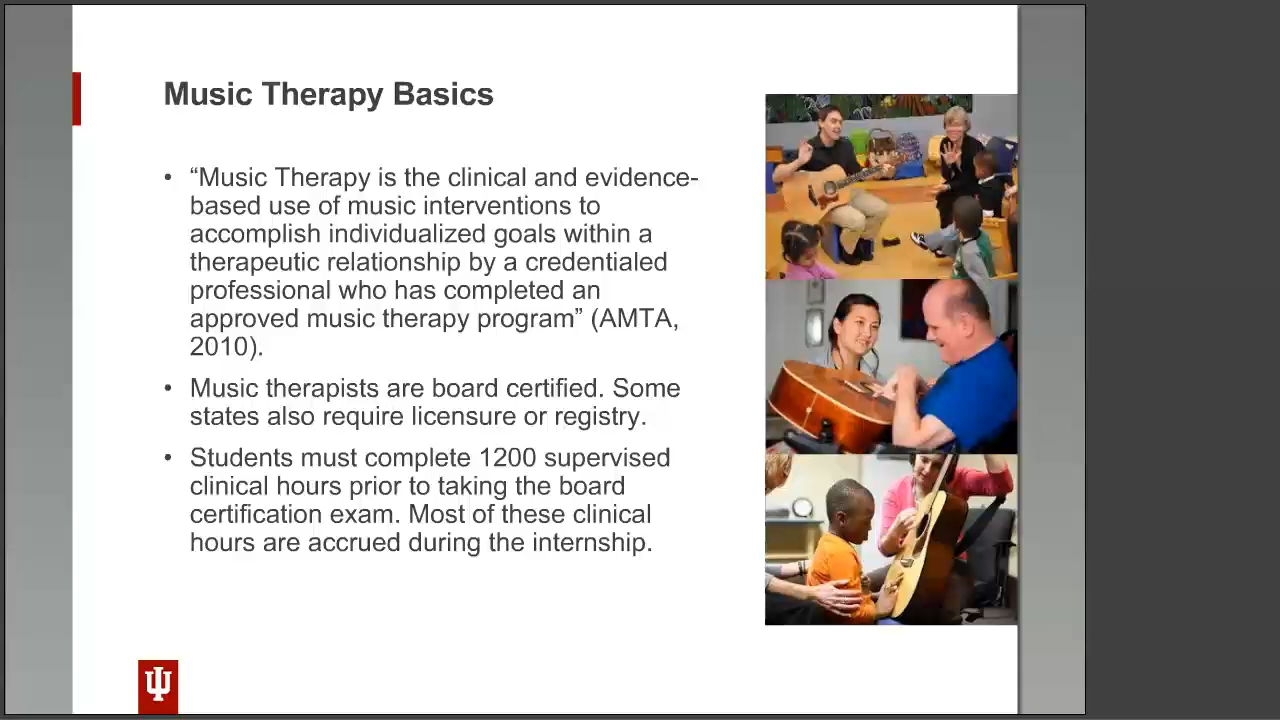 Music Therapy Basics
• “Music Therapy is the clinical and evidence-
based use of music interventions to
accomplish individualized goals within a
therapeutic relationship by a credentialed
professional who has completed an
approved music therapy program” (AMTA,
2010).
• Music therapists are board certified. Some
states also require licensure or registry.
• Students must complete 1200 supervised
clinical hours prior to taking the board
certification exam. Most of these clinical
hours are accrued during the internship.